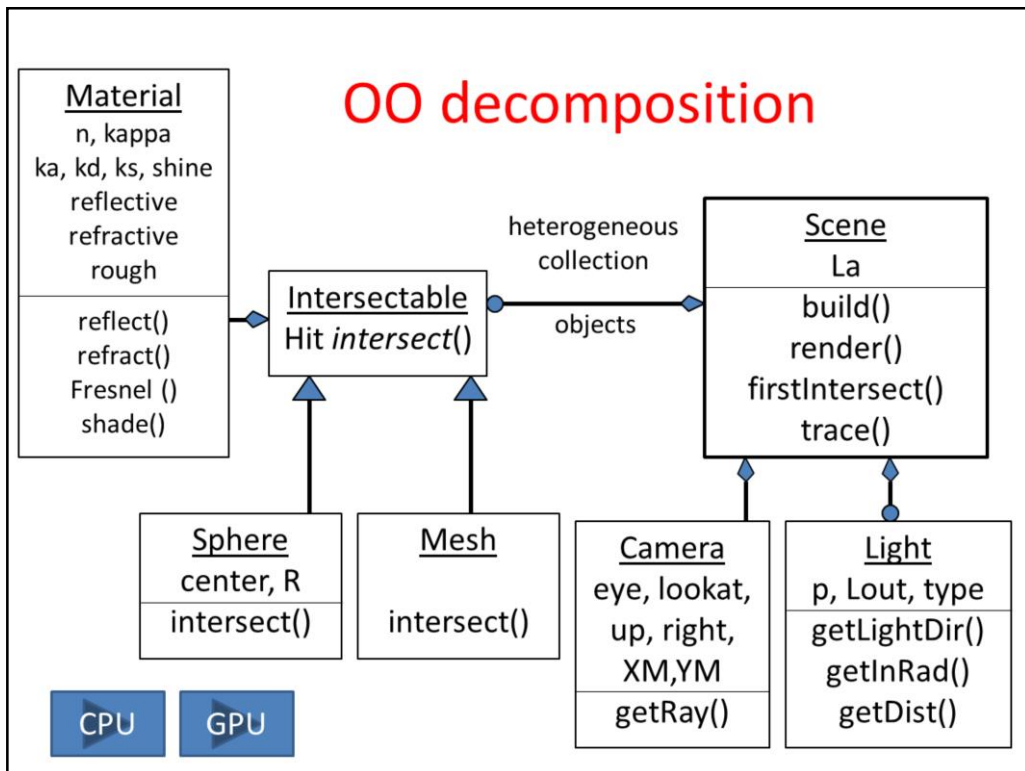 OO decomposition
Material
n, kappa
ka, kd, ks, shine
reflective
refractive
rough
reflect()
refract()
Fresnel ()
shade()
Intersectable
Hit intersect()
heterogeneous
collection
objects
Scene
La
build()
render()
firstIntersect()
trace()
Sphere
center, R
intersect()
Mesh
intersect()
Camera
eye, lookat,
up, right,
XM,YM
getRay()
Light
p, Lout, type
getLightDir()
getInRad()
getDist()
CPU
GPU